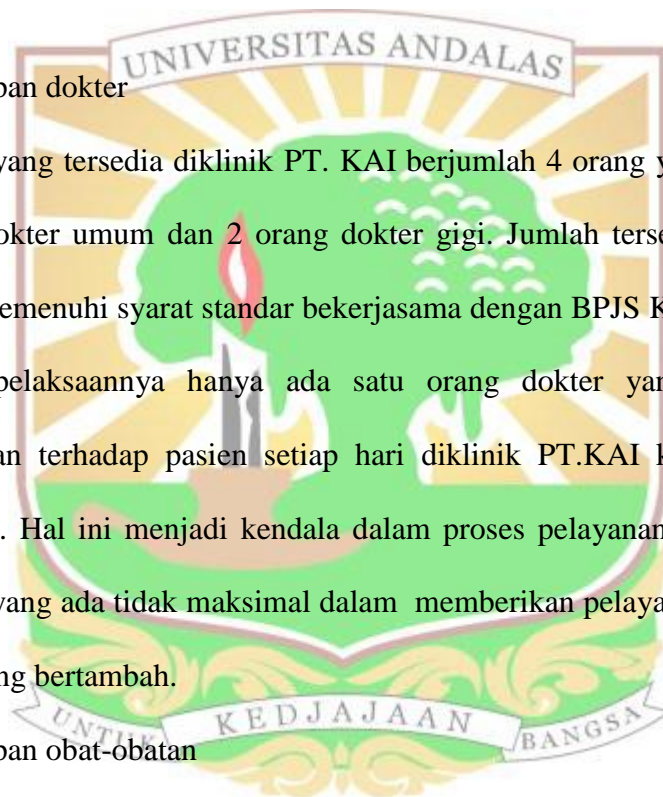 UNIVERSITAS ANDALAS
pan dokter
yang tersedia diklinik PT. KAI berjumlah 4 orang y
okter umum dan 2 orang dokter gigi. Jumlah terse
emenuhi syarat standar bekerjasama dengan BPJS K
pelaksaannya hanya ada satu orang dokter yan
an terhadap pasien setiap hari diklinik PT.KAI k
. Hal ini menjadi kendala dalam proses pelayanan
yang ada tidak maksimal dalam memberikan pelaya
ng bertambah.
UNTUK KEDJAJAAN BANGSA
pan obat-obatan